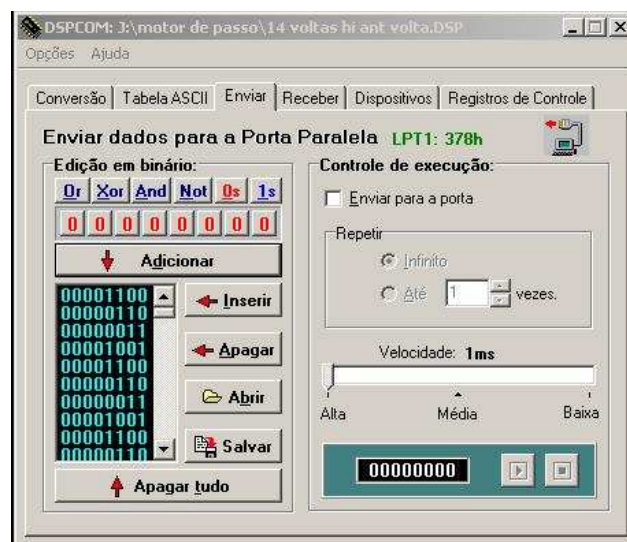 DSPCOM: J:\motor de passo\14 voltas hi ant volta.DSP
Opções Ajuda
Conversão Tabela ASCII Enviar Receber Dispositivos Registros de Controle
Enviar dados para a Porta Paralela LPT1: 378h
Edição em binário:
Or Xor And Not 0s 1s
0 0 0 0 0 0 0 0
Adicionar
00001100
00000110
00000011
00001001
00001100
00000110
00000011
00001001
00001100
00000110
Inserir
Apagar
Abrir
Salvar
Apagar tudo
Controle de execução:
Enviar para a porta
Repetir
Infinito
Até 1 vezes.
Velocidade: 1ms
Alta Média Baixa
00000000